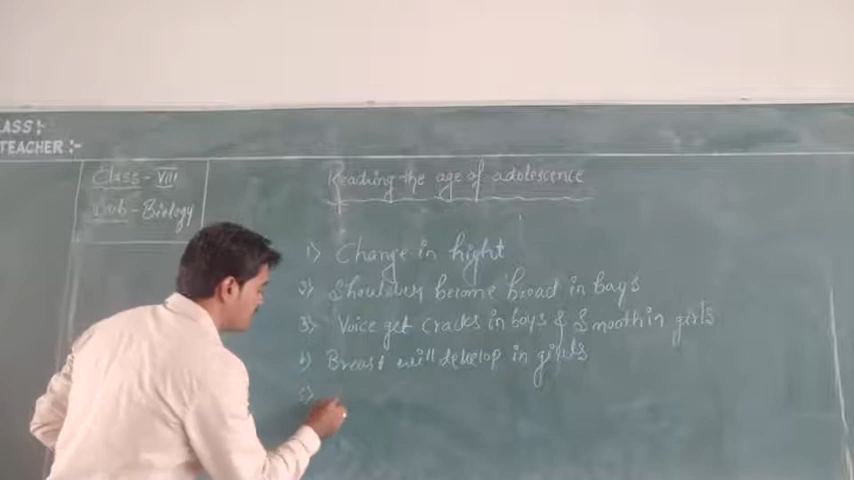 LASS:-
TEACHER:-
Class - VIII
Sub - Biology
Reading the age of adolescence
1) Change in hight
2) Shoulders become broad in boys
3) Voice get cracks in boys & Smooth in girls
4) Breast will develop in girls
5)